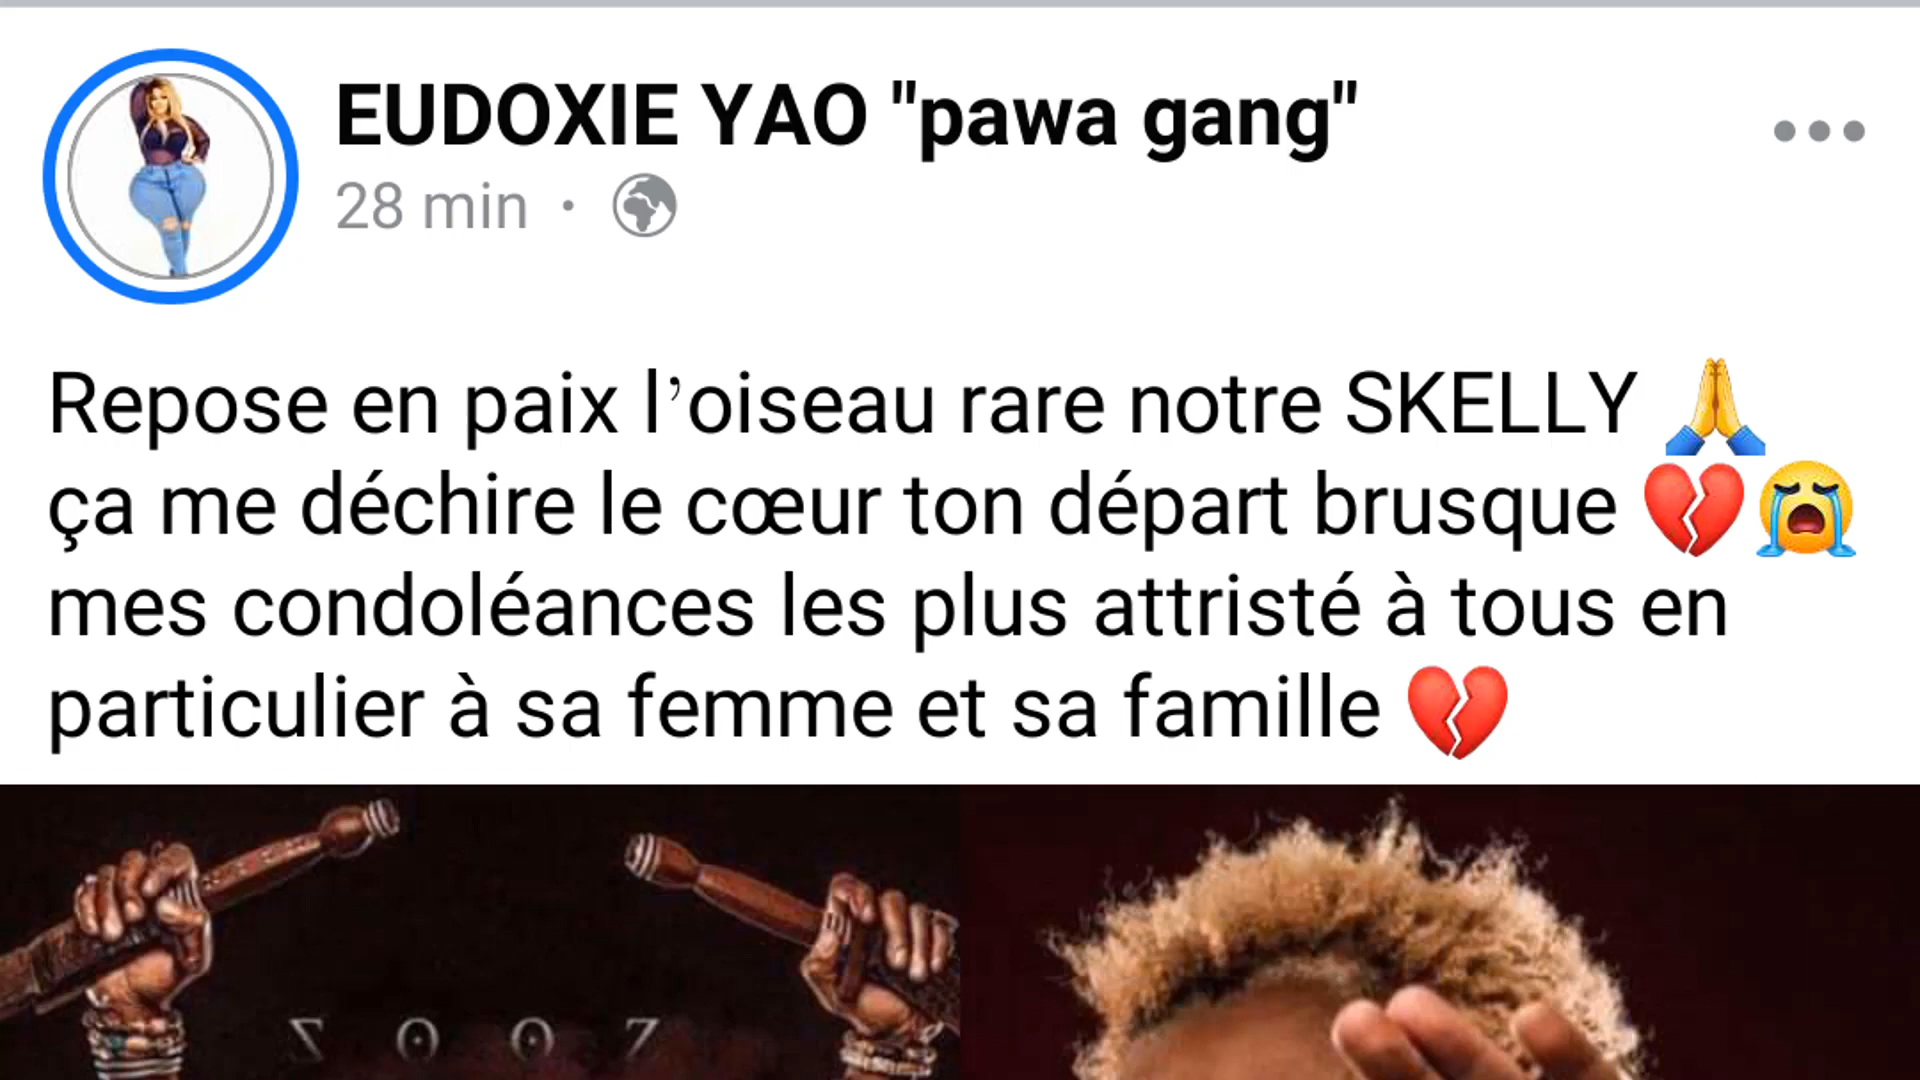 EUDOXIE YAO "pawa gang"
28 min ·
Repose en paix l’oiseau rare notre SKELLY 🙏
ça me déchire le cœur ton départ brusque 💔😭
mes condoléances les plus attristé à tous en
particulier à sa femme et sa famille 💔